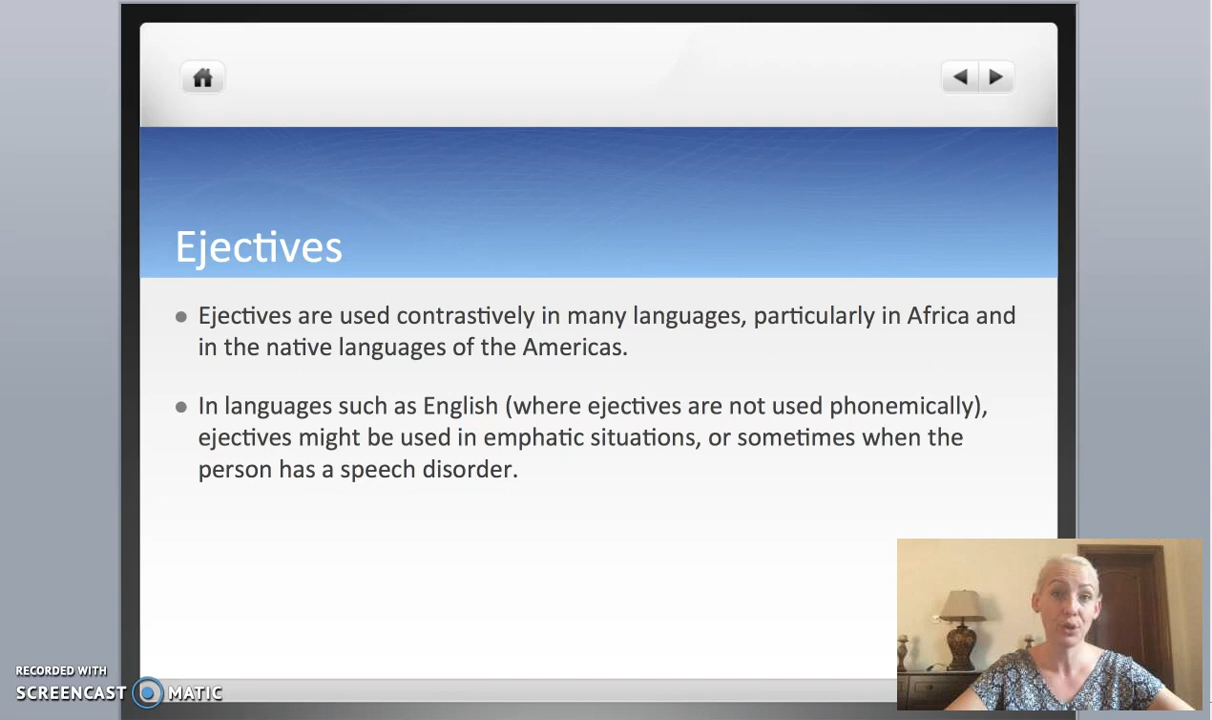 Ejectives
Ejectives are used contrastively in many languages, particularly in Africa and
in the native languages of the Americas.
In languages such as English (where ejectives are not used phonemically),
ejectives might be used in emphatic situations, or sometimes when the
person has a speech disorder.
RECORDED WITH
SCREENCAST MATIC